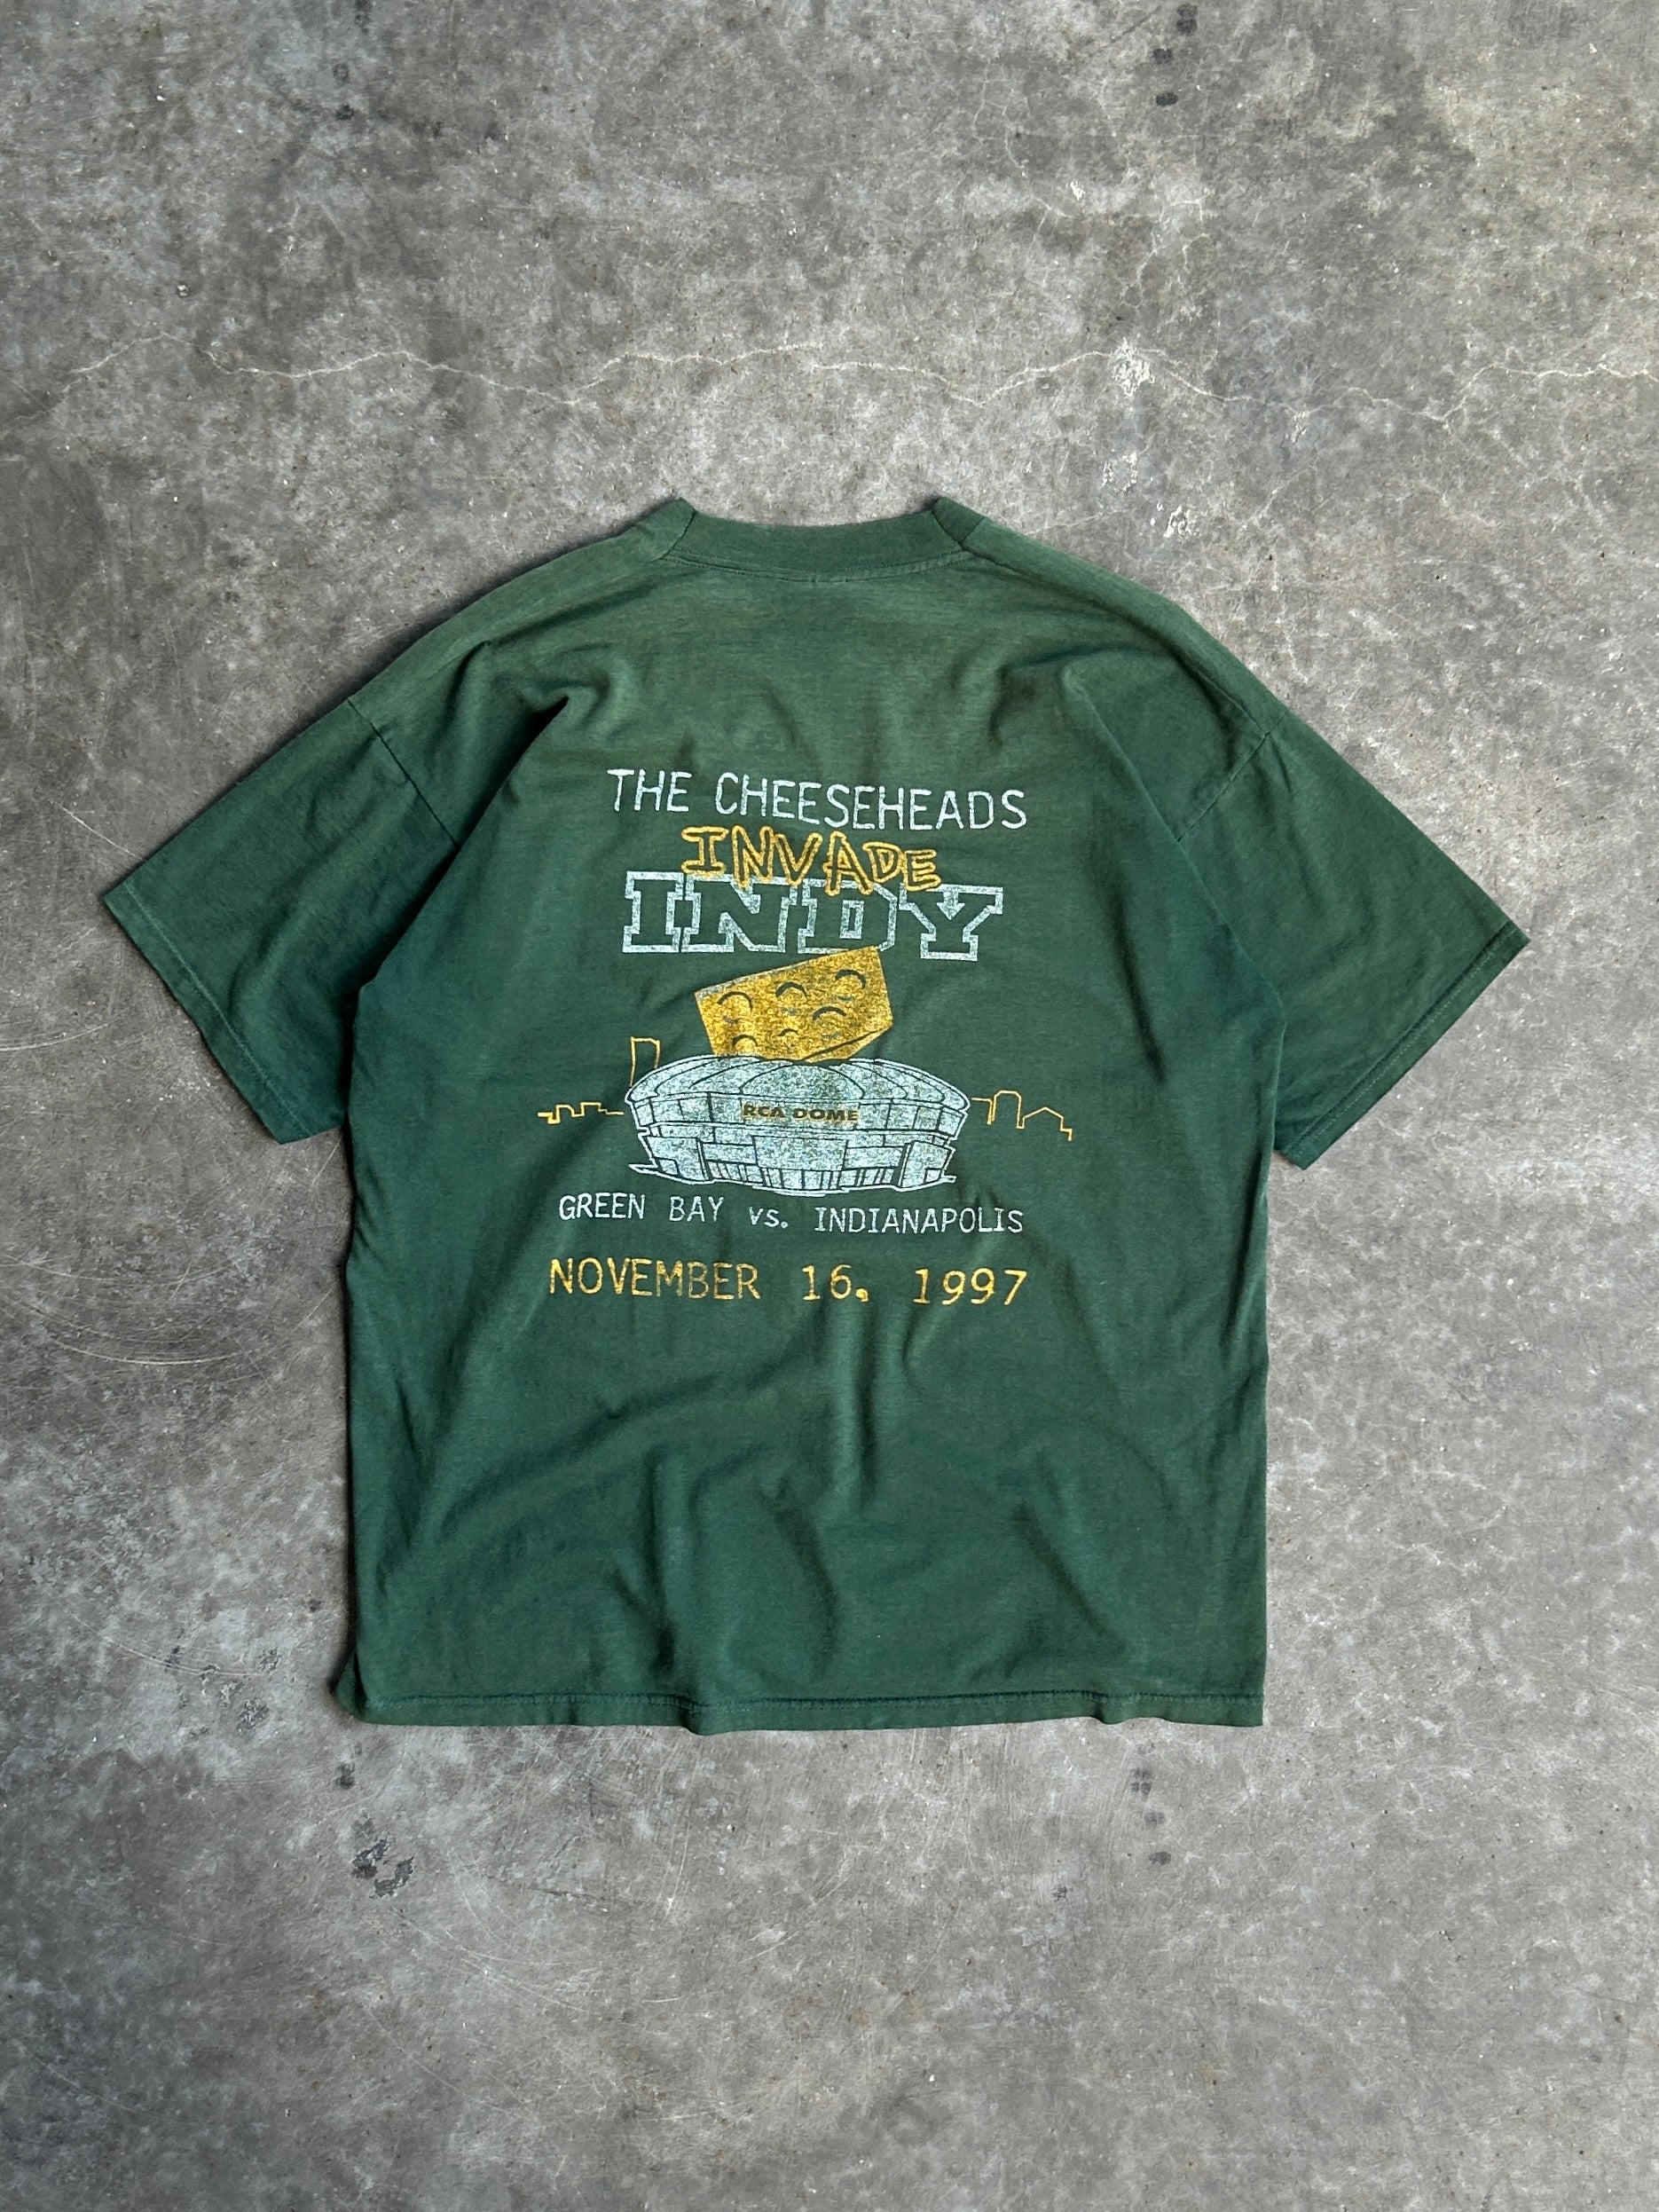 THE CHEESEHEADS
INVADE
INDY
RCA DOME
GREEN BAY vs. INDIANAPOLIS
NOVEMBER 16, 1997